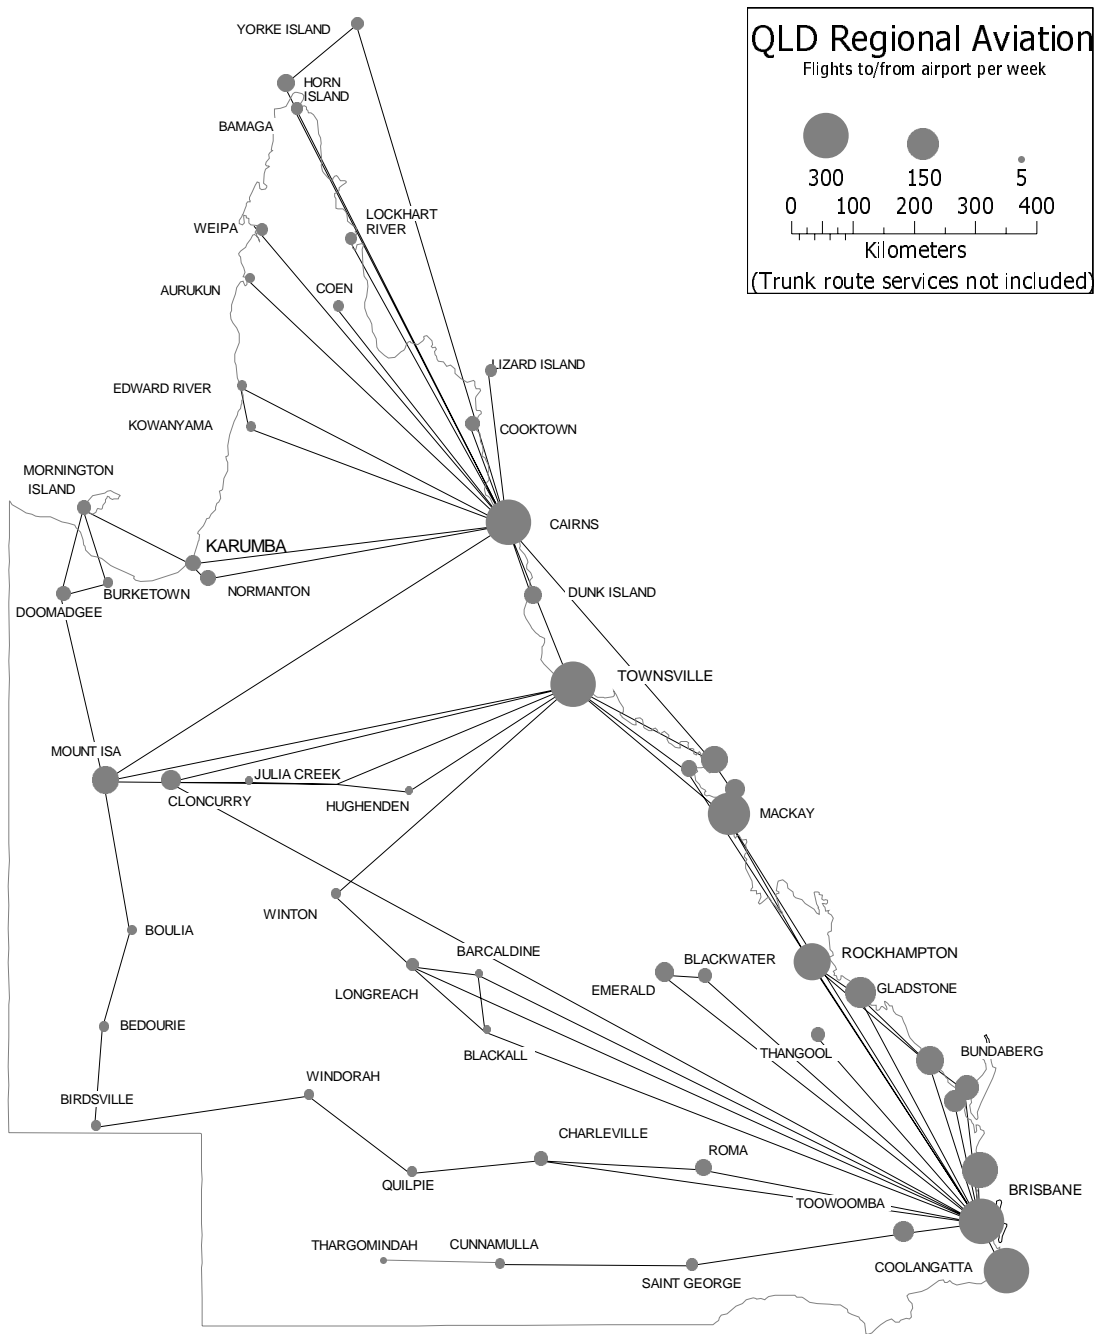 YORKE ISLAND
QLD Regional Aviation
Flights to/from airport per week
300 150 5
0 100 200 300 400
Kilometers
(Trunk route services not included)
HORN
ISLAND
BAMAGA
LOCKHART
RIVER
WEIPA
COEN
AURUKUN
LIZARD ISLAND
EDWARD RIVER
KOWANYAMA
COOKTOWN
MORNINGTON
ISLAND
CAIRNS
KARUMBA
BURKETOWN
NORMANTON
DUNK ISLAND
DOOMADGEE
TOWNSVILLE
MOUNT ISA
JULIA CREEK
CLONCURRY
HUGHENDEN
MACKAY
WINTON
BOULIA
BARCALDINE
BLACKWATER
ROCKHAMPTON
LONGREACH
EMERALD
GLADSTONE
BEDOURIE
BLACKALL
THANGOOL
BUNDABERG
WINDORAH
BIRDSVILLE
CHARLEVILLE
ROMA
QUILPIE
BRISBANE
TOOWOOMBA
THARGOMINDAH
CUNNAMULLA
SAINT GEORGE
COOLANGATTA